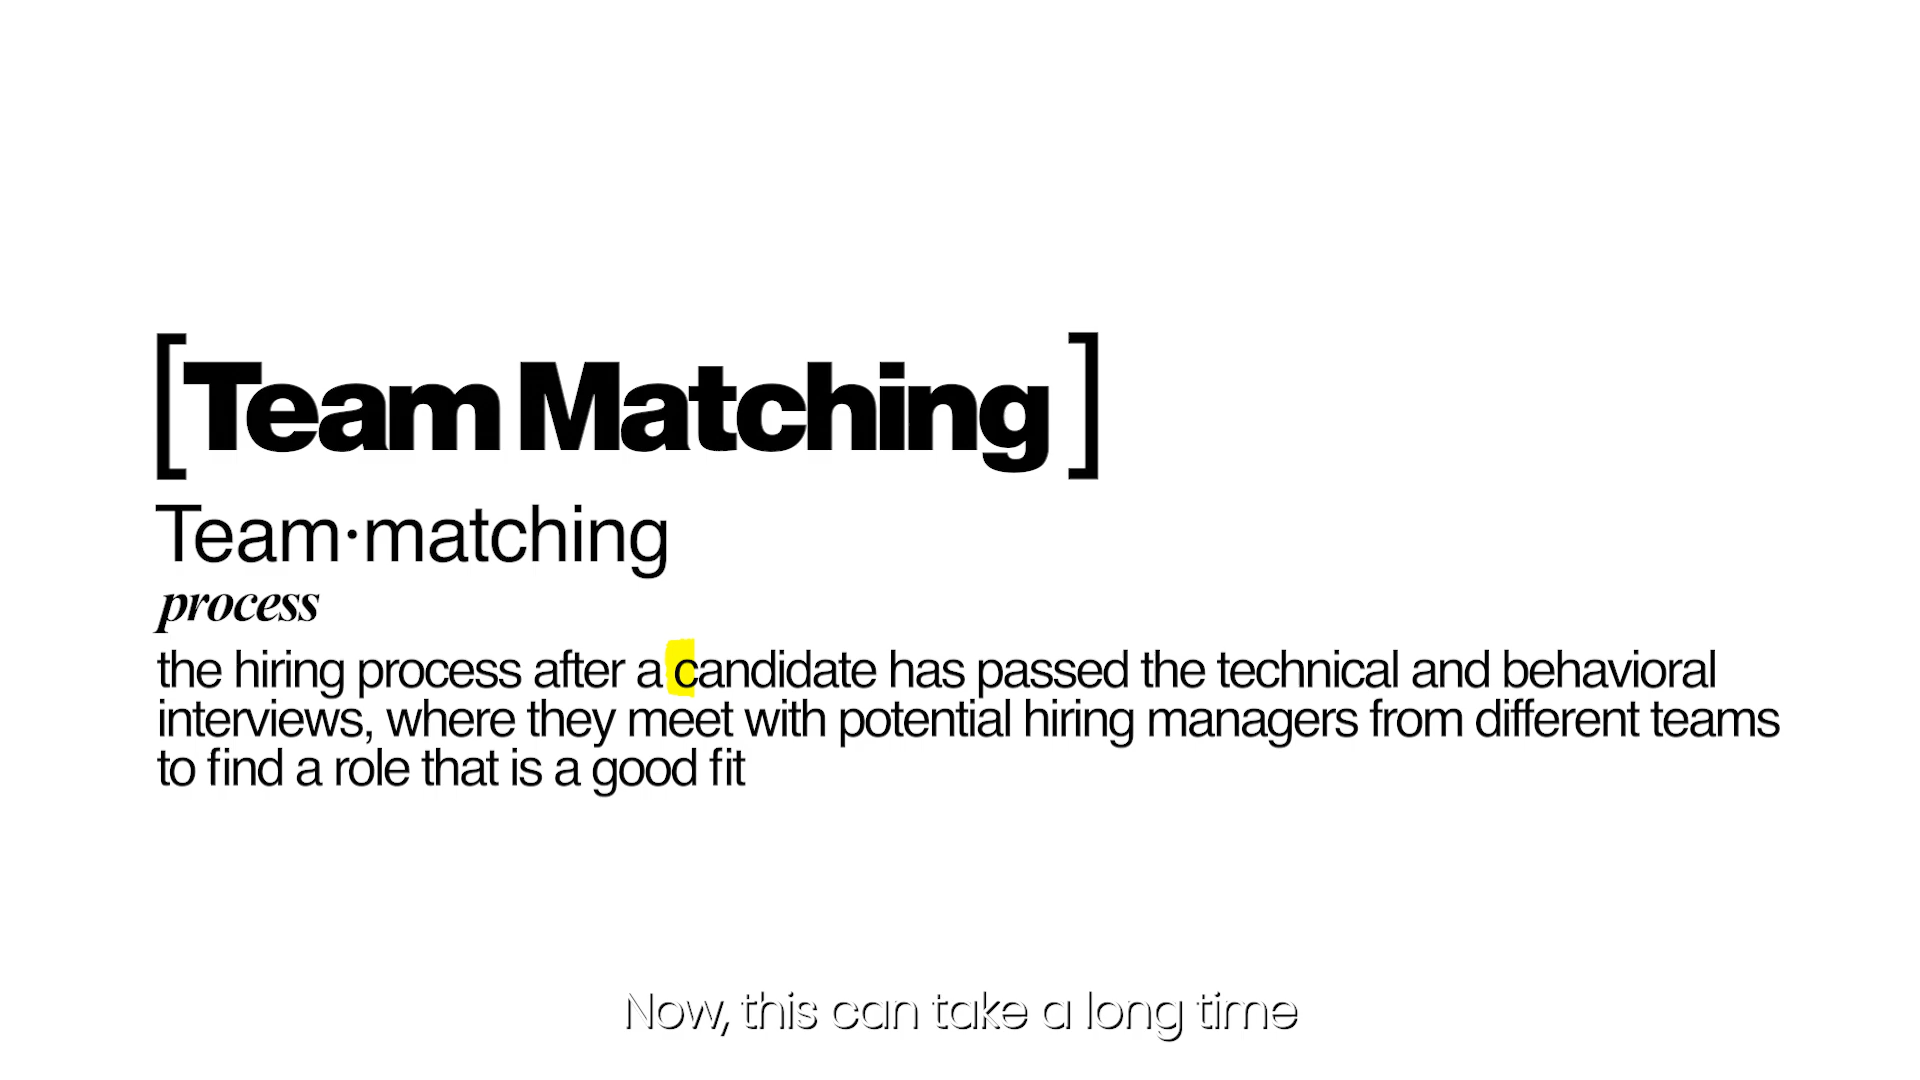 [Team Matching]
Team·matching
process
the hiring process after a candidate has passed the technical and behavioral
interviews, where they meet with potential hiring managers from different teams
to find a role that is a good fit
Now, this can take a long time